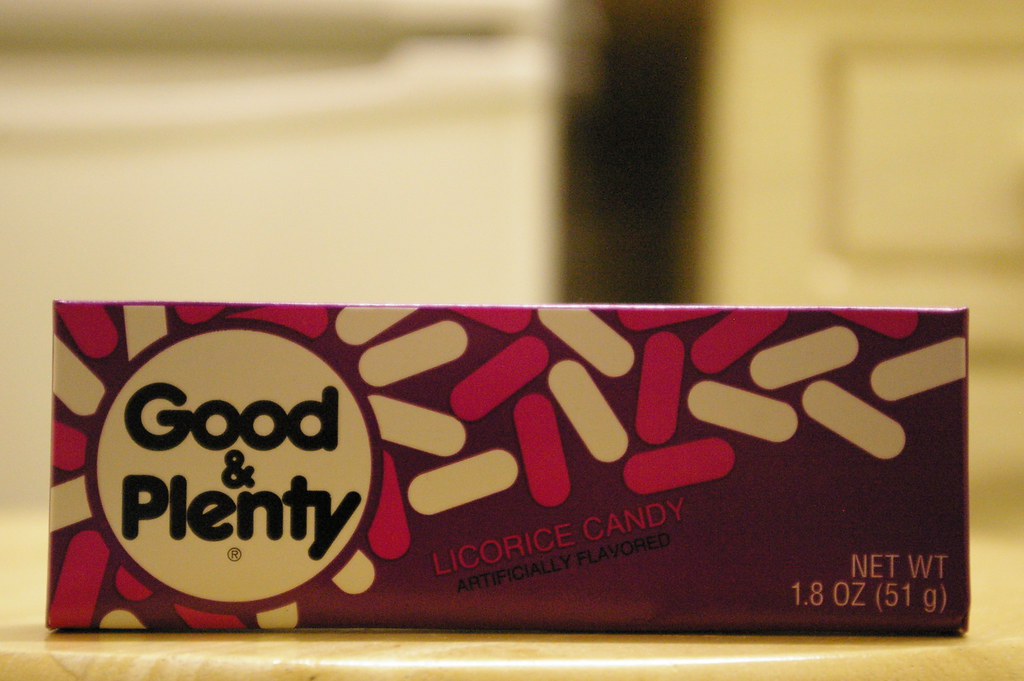 Good
&
Plenty
®
LICORICE CANDY
ARTIFICIALLY FLAVORED
NET WT
1.8 OZ (51 g)